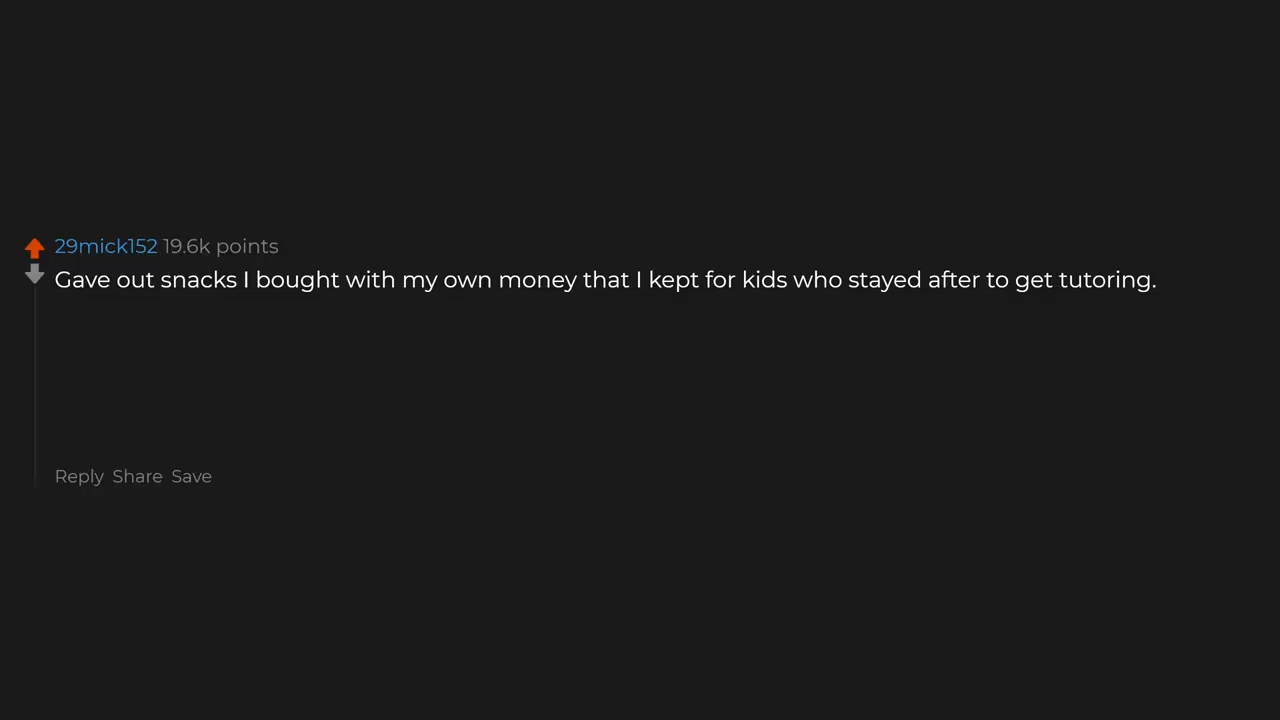 29mick152 19.6k points
Gave out snacks I bought with my own money that I kept for kids who stayed after to get tutoring.
Reply Share Save